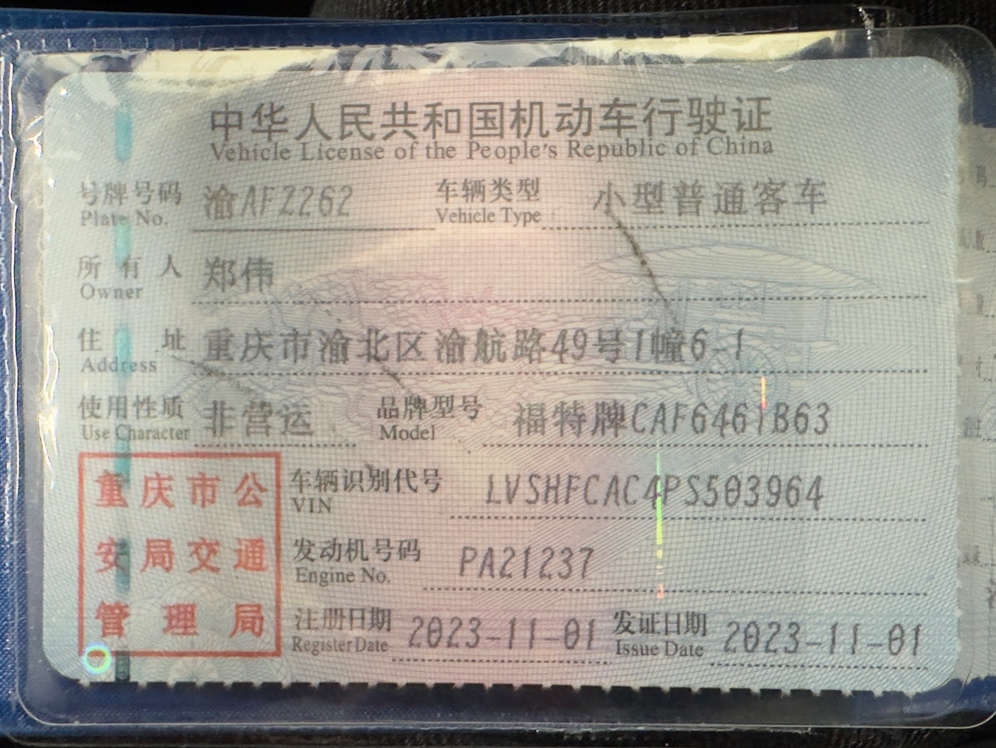 中华人民共和国机动车行驶证
Vehicle License of the People's Republic of China
号牌号码 渝AFZ262 车辆类型 小型普通客车
Plate No. Vehicle Type
所有人 郑伟
Owner
住址 重庆市渝北区渝航路49号1幢6-1
Address
使用性质 非营运 品牌型号 福特牌CAF6461B63
Use Character Model
重庆市公
安局交通
管理局
车辆识别代号 LVSHFCAC4PS503964
VIN
发动机号码 PA21237
Engine No.
注册日期 2023-11-01 发证日期 2023-11-01
Register Date Issue Date